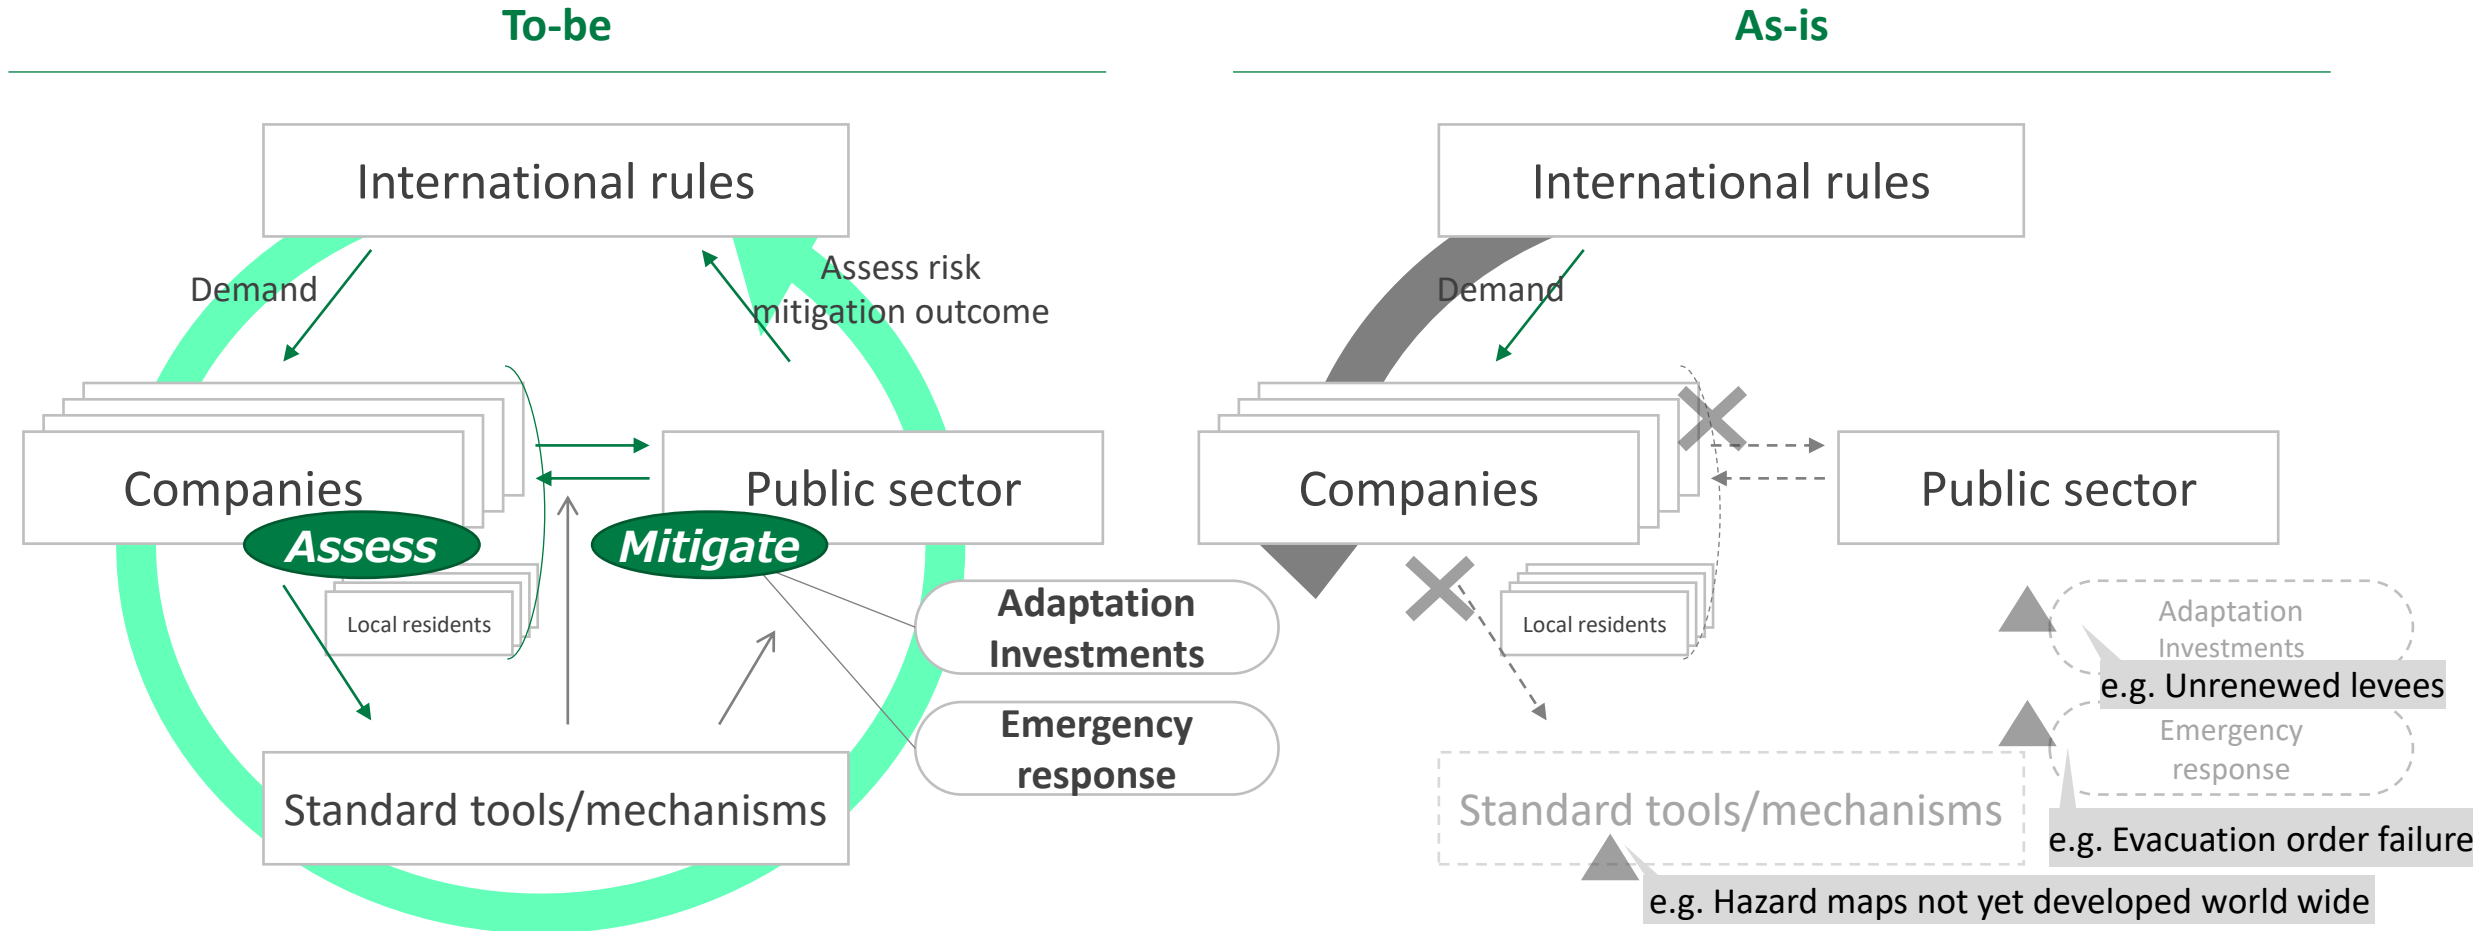 To-be
International rules
Demand
Assess risk
mitigation outcome
Companies
Public sector
Assess
Mitigate
Local residents
Adaptation
Investments
Emergency
response
Standard tools/mechanisms
As-is
International rules
Demand
Companies
Public sector
Local residents
Adaptation
Investments
e.g. Unrenewed levees
Emergency
response
Standard tools/mechanisms
e.g. Evacuation order failure
e.g. Hazard maps not yet developed world wide